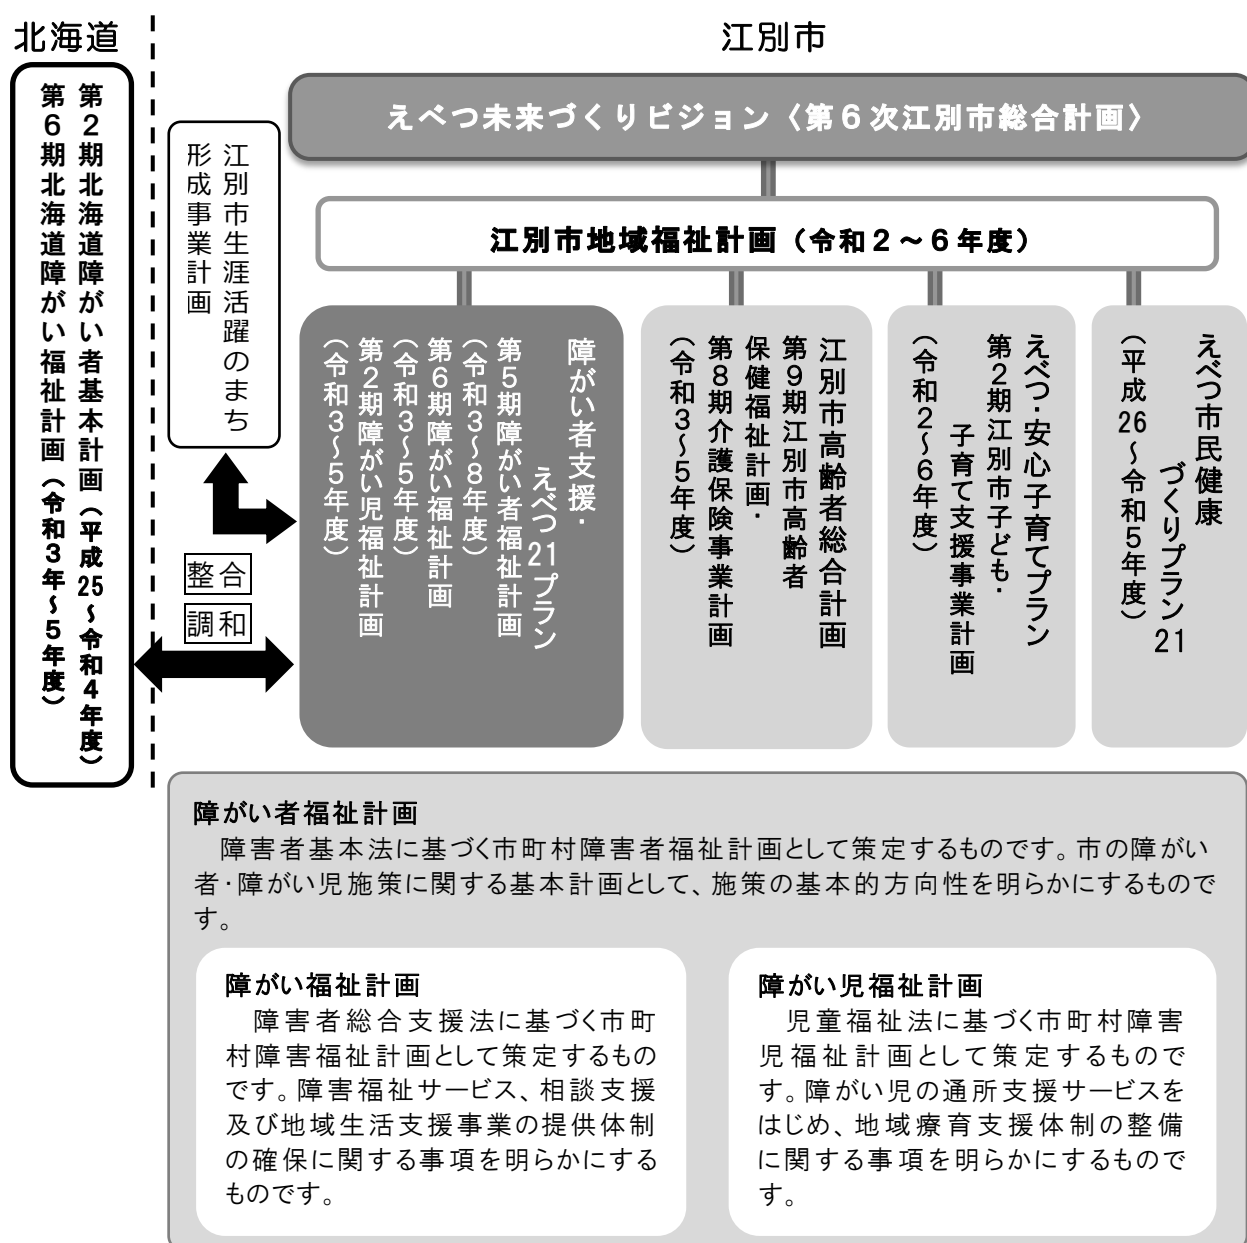 北海道
第２期北海道障がい者基本計画（平成25～令和４年度）
第６期北海道障がい福祉計画（令和３年～５年度）
江別市
えべつ未来づくりビジョン〈第６次江別市総合計画〉
江別市生涯活躍のまち
形成事業計画
江別市地域福祉計画（令和２～６年度）
障がい者支援・
えべつ21プラン
第５期障がい者福祉計画
（令和３～８年度）
第６期障がい福祉計画
（令和３～５年度）
第２期障がい児福祉計画
（令和３～５年度）
江別市高齢者総合計画
第９期江別市高齢者
保健福祉計画・
第８期介護保険事業計画
（令和３～５年度）
えべつ・安心子育てプラン
第２期江別市子ども・
子育て支援事業計画
（令和２～６年度）
えべつ市民健康
づくりプラン21
（平成26～令和５年度）
整合
調和
障がい者福祉計画
障害者基本法に基づく市町村障害者福祉計画として策定するものです。市の障がい
者・障がい児施策に関する基本計画として、施策の基本的方向性を明らかにするもので
す。
障がい福祉計画
障害者総合支援法に基づく市町
村障害福祉計画として策定するもの
です。障害福祉サービス、相談支援
及び地域生活支援事業の提供体制
の確保に関する事項を明らかにする
ものです。
障がい児福祉計画
児童福祉法に基づく市町村障害
児福祉計画として策定するもので
す。障がい児の通所支援サービスを
はじめ、地域療育支援体制の整備
に関する事項を明らかにするもので
す。